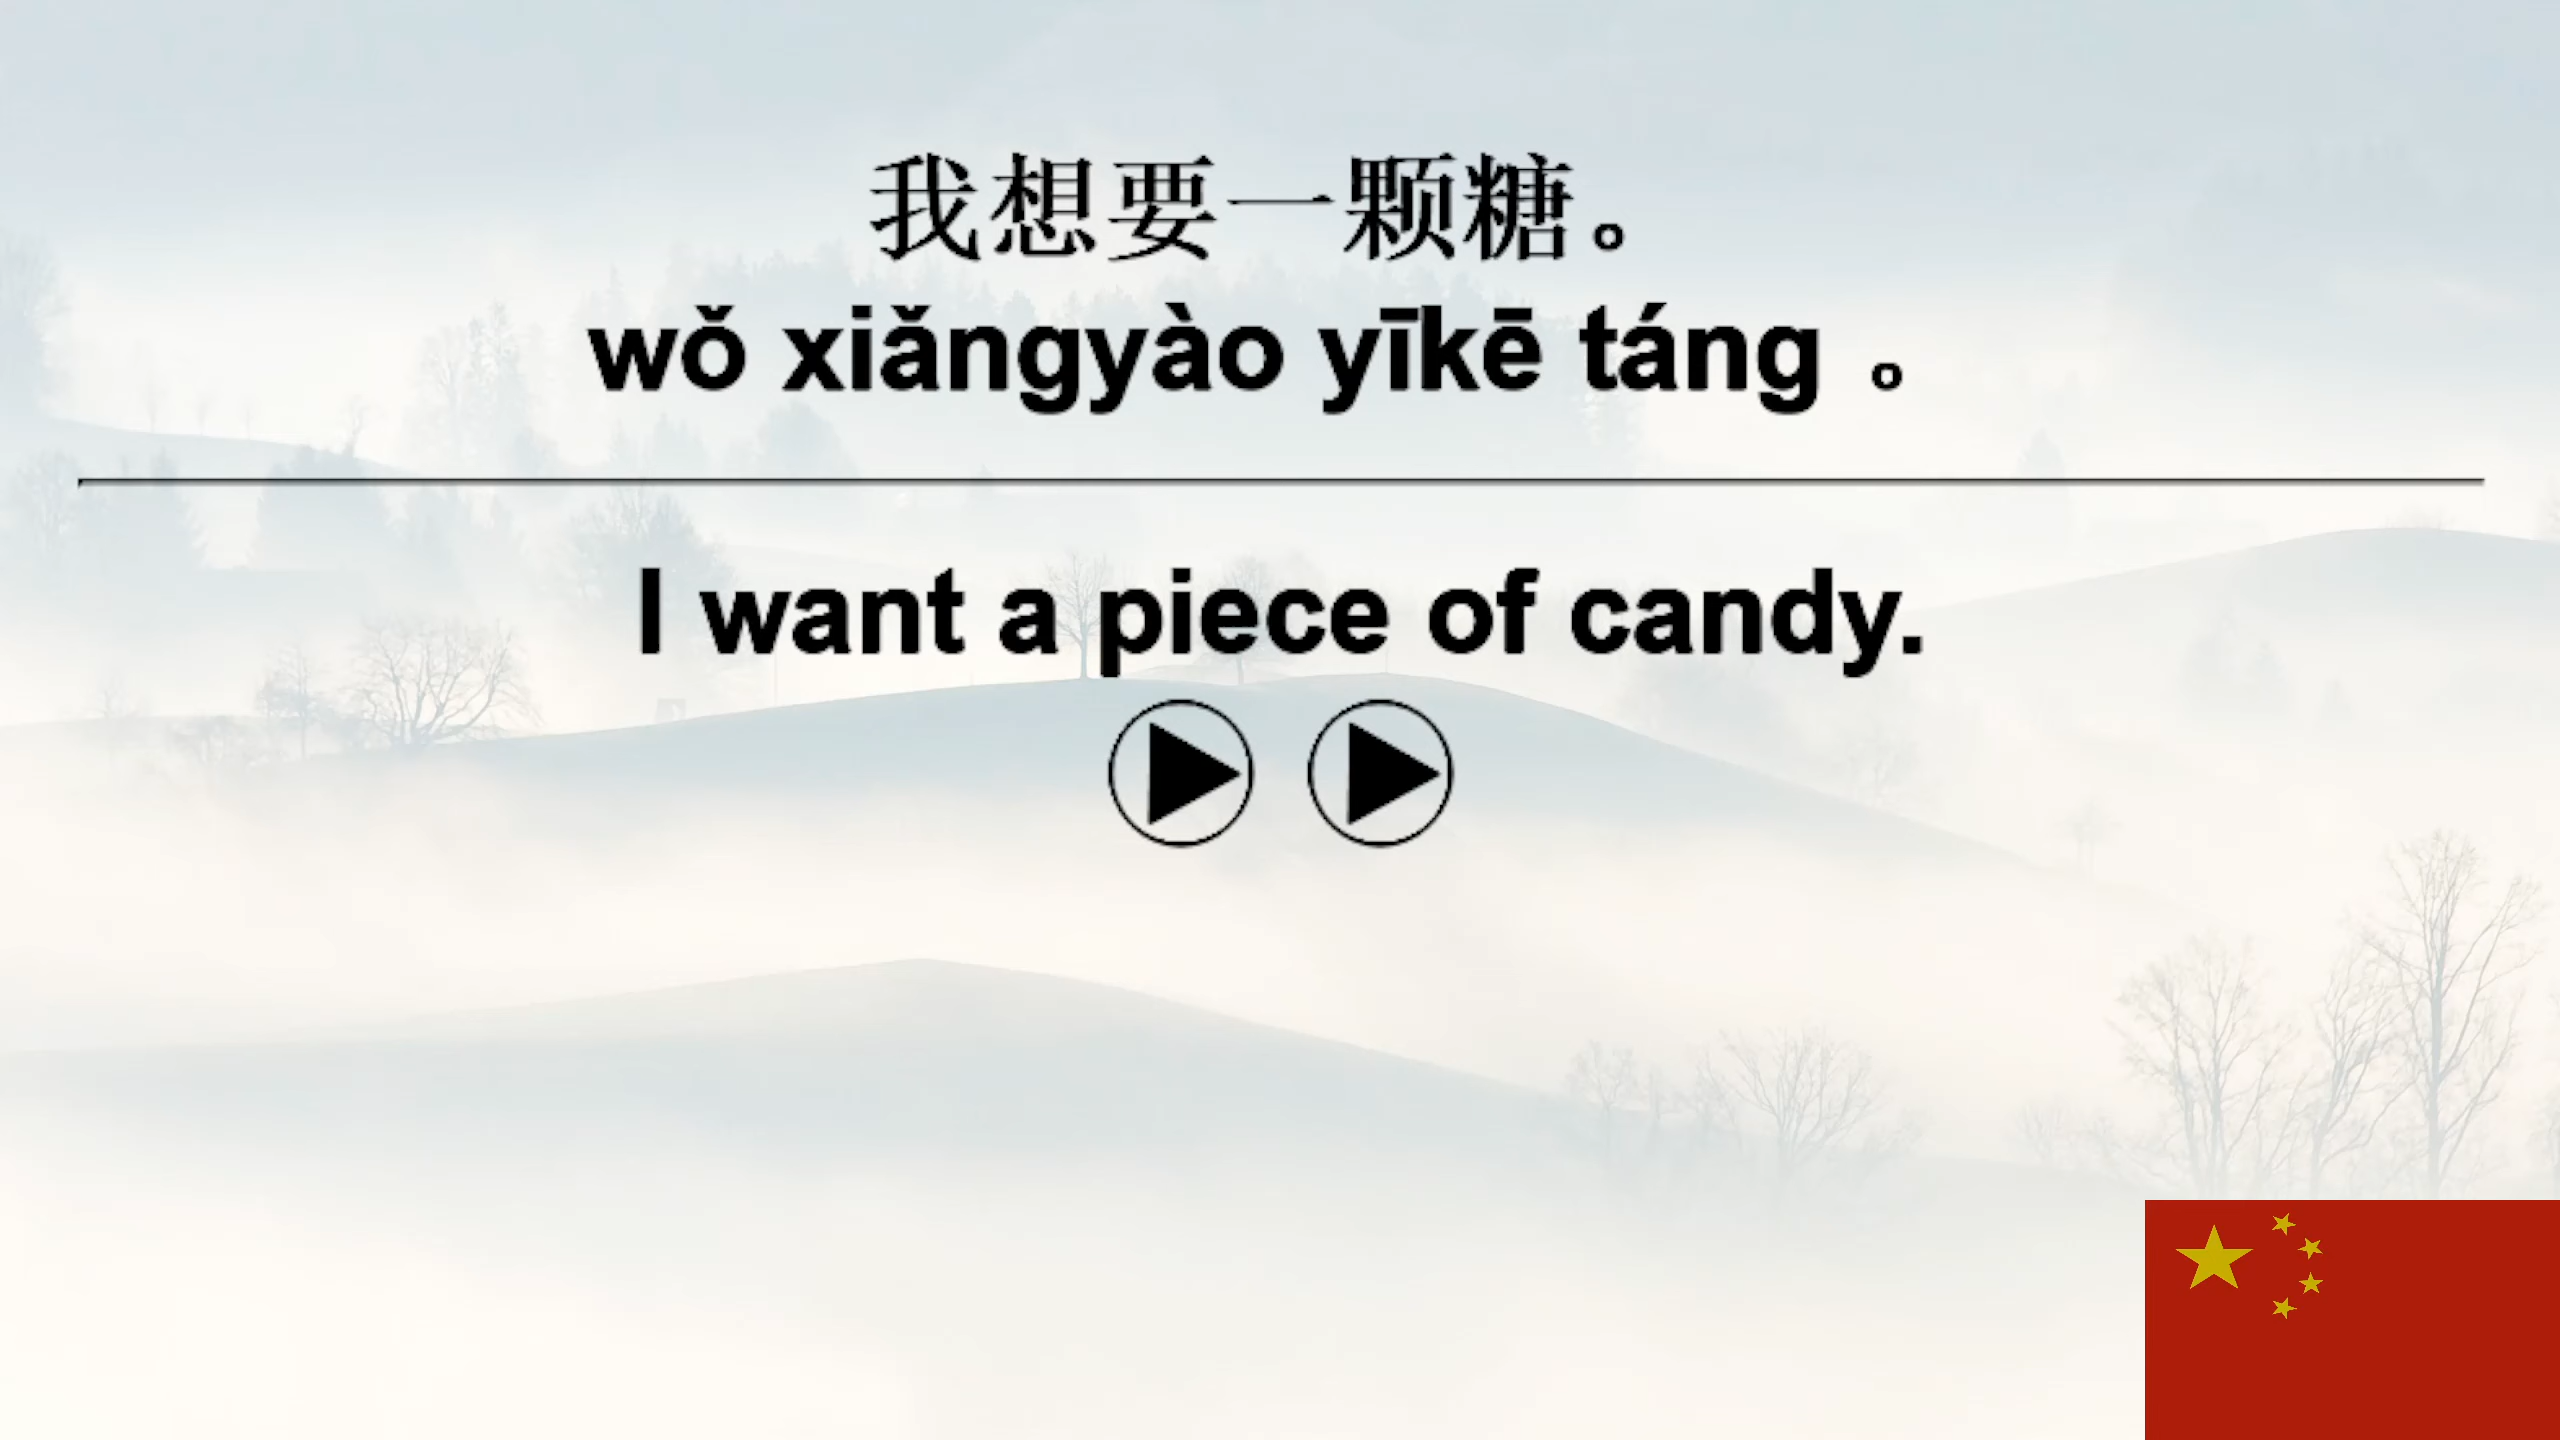 我想要一颗糖。
wǒ xiǎngyào yīkē táng 。
I want a piece of candy.